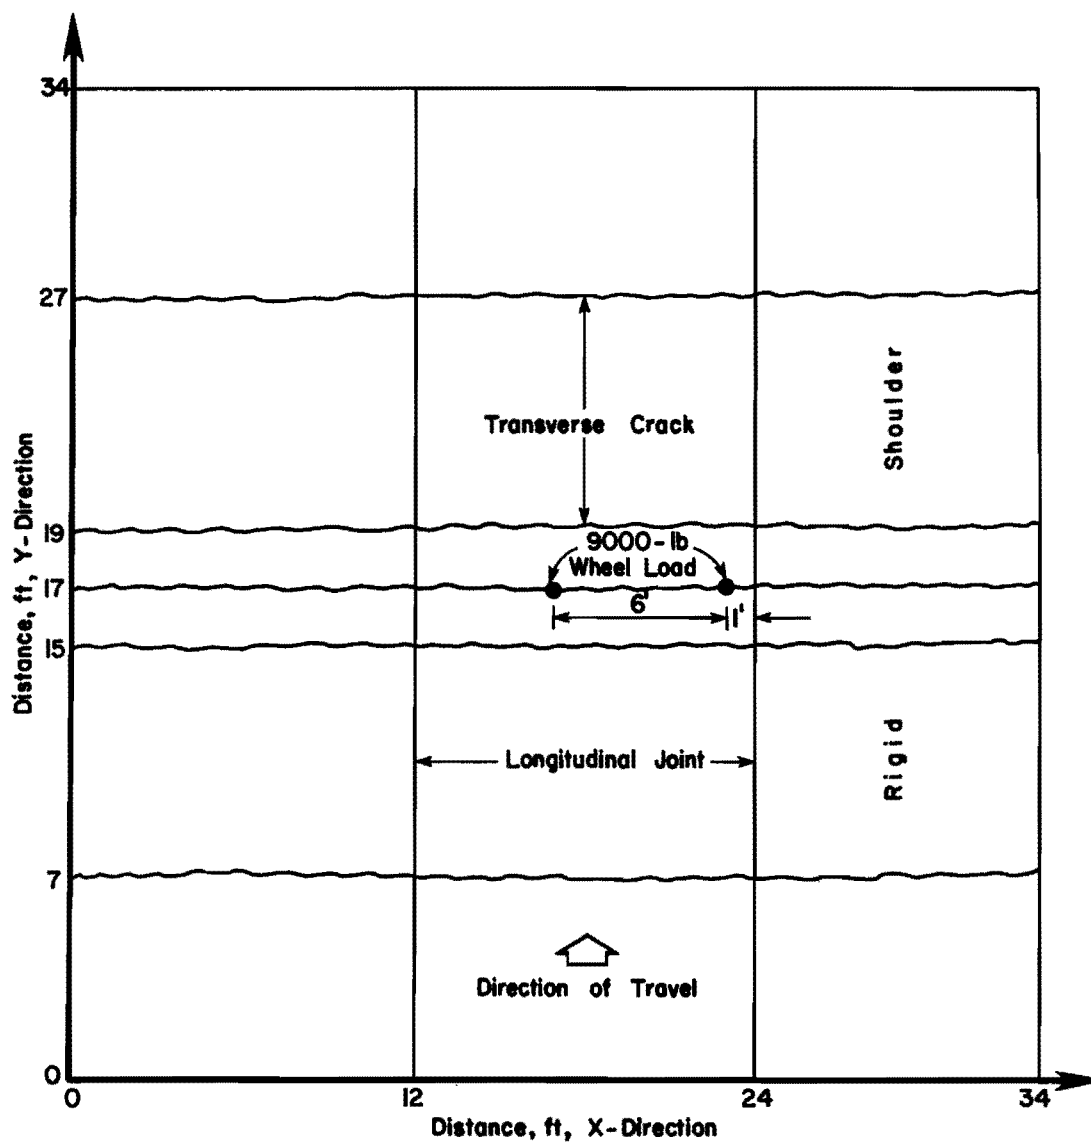 34
27
Transverse Crack
Shoulder
19
9000-lb
Wheel Load
17
6'
1'
15
Longitudinal Joint
Rigid
7
Direction of Travel
0
0
12
24
34
Distance, ft, X-Direction
Distance, ft, Y-Direction